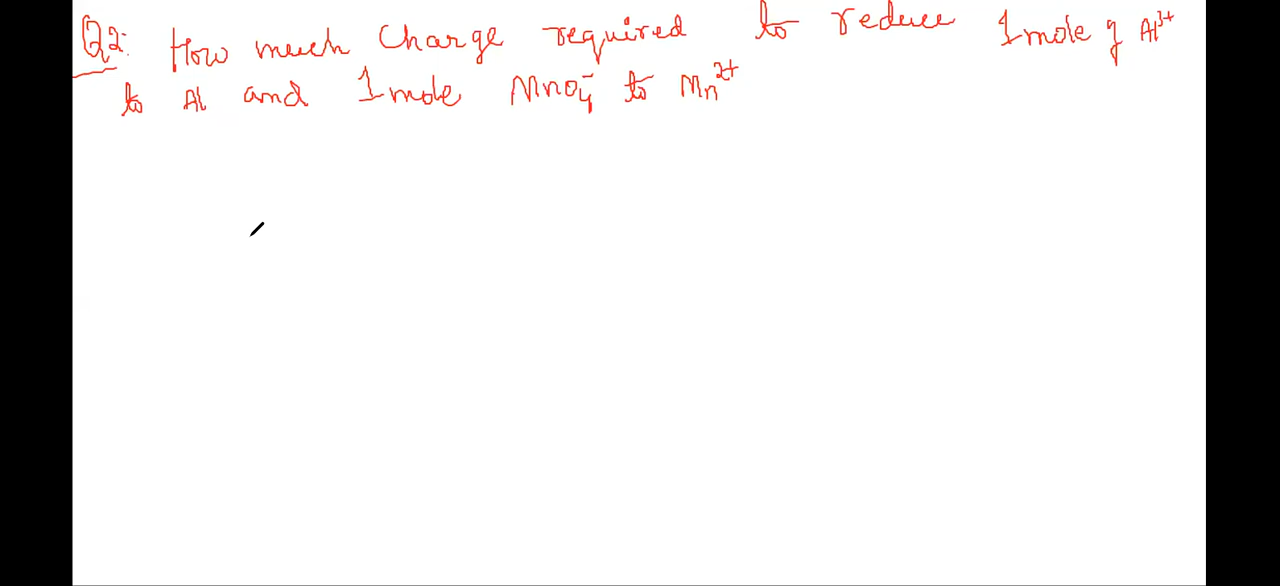 Q2: How much charge required to reduce 1 mole of Al³⁺
to Al and 1 mole MnO₄⁻ to Mn²⁺